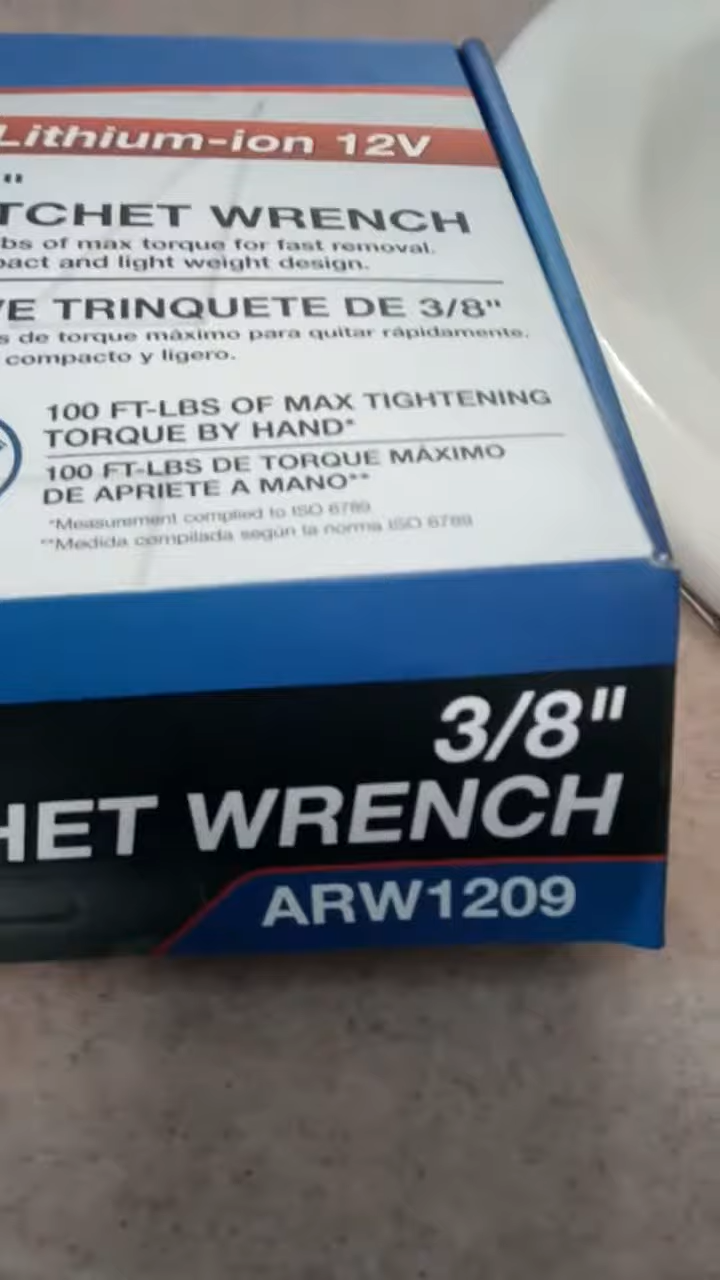 Lithium-ion 12V
"
TCHET WRENCH
bs of max torque for fast removal.
pact and light weight design.
VE TRINQUETE DE 3/8"
s de torque máximo para quitar rápidamente.
compacto y ligero.
100 FT-LBS OF MAX TIGHTENING
TORQUE BY HAND*
100 FT-LBS DE TORQUE MÁXIMO
DE APRIETE A MANO**
*Measurement complied to ISO 6789
**Medida compilada según la norma ISO 6789
3/8"
HET WRENCH
ARW1209